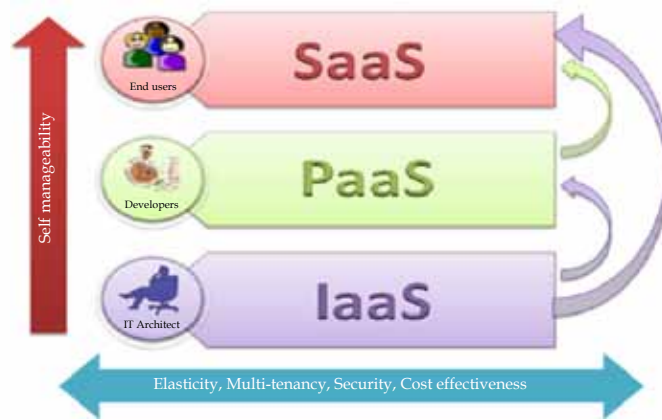 SaaS
End users
PaaS
Developers
IaaS
IT Architect
Self manageability
Elasticity, Multi-tenancy, Security, Cost effectiveness